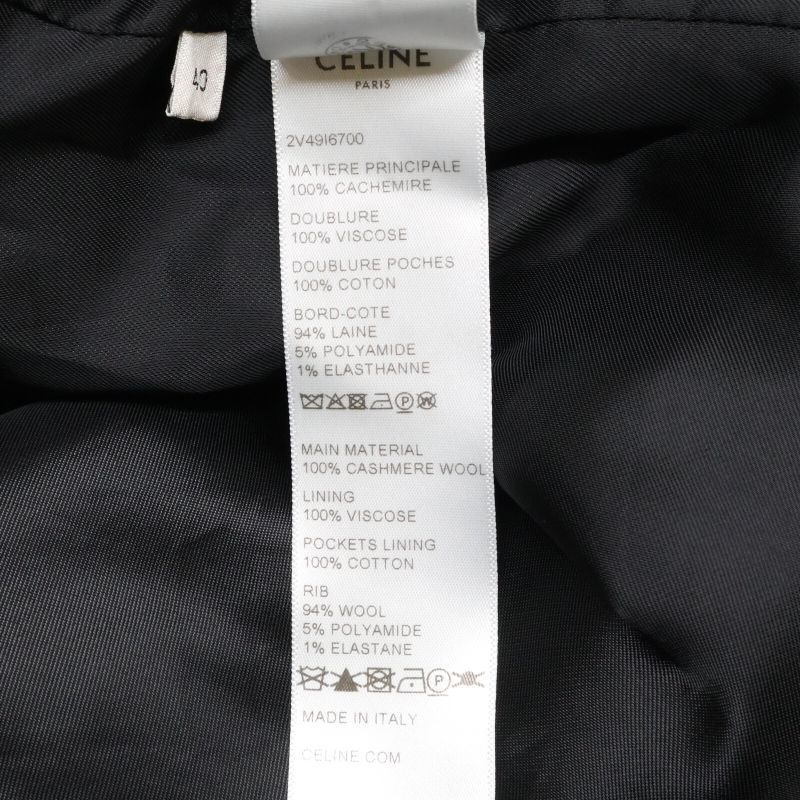 CELINE
PARIS
40
2V49I6700
MATIERE PRINCIPALE
100% CACHEMIRE
DOUBLURE
100% VISCOSE
DOUBLURE POCHES
100% COTON
BORD-COTE
94% LAINE
5% POLYAMIDE
1% ELASTHANNE
P
MAIN MATERIAL
100% CASHMERE WOOL
LINING
100% VISCOSE
POCKETS LINING
100% COTTON
RIB
94% WOOL
5% POLYAMIDE
1% ELASTANE
P
MADE IN ITALY
CELINE.COM